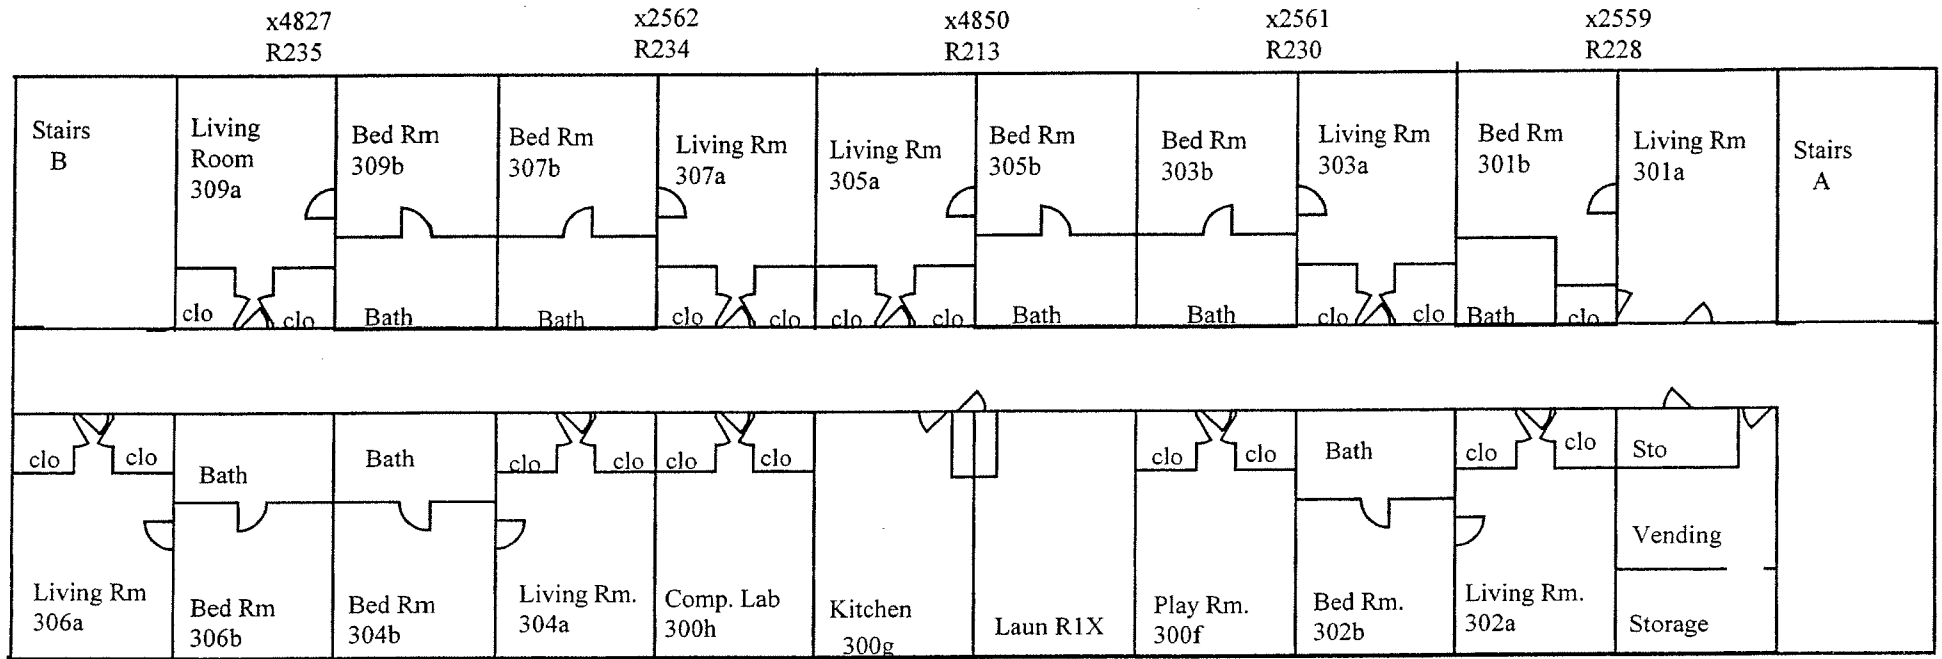 x4827
R235
x2562
R234
x4850
R213
x2561
R230
x2559
R228
Stairs
B
Living
Room
309a
Bed Rm
309b
Bed Rm
307b
Living Rm
307a
Living Rm
305a
Bed Rm
305b
Bed Rm
303b
Living Rm
303a
Bed Rm
301b
Living Rm
301a
Stairs
A
clo
clo
Bath
Bath
clo
clo
clo
clo
Bath
Bath
clo
clo
Bath
clo
clo
clo
Bath
Bath
clo
clo
clo
clo
clo
clo
Bath
clo
clo
Sto
Vending
Living Rm
306a
Bed Rm
306b
Bed Rm
304b
Living Rm.
304a
Comp. Lab
300h
Kitchen
300g
Laun R1X
Play Rm.
300f
Bed Rm.
302b
Living Rm.
302a
Storage